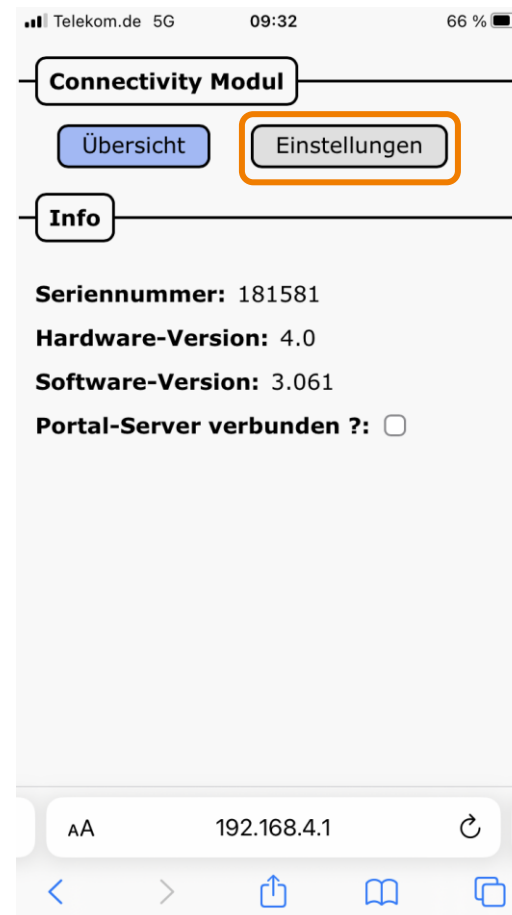 Telekom.de 5G 09:32 66 %
Connectivity Modul
Übersicht Einstellungen
Info
Seriennummer: 181581
Hardware-Version: 4.0
Software-Version: 3.061
Portal-Server verbunden ?:
AA 192.168.4.1